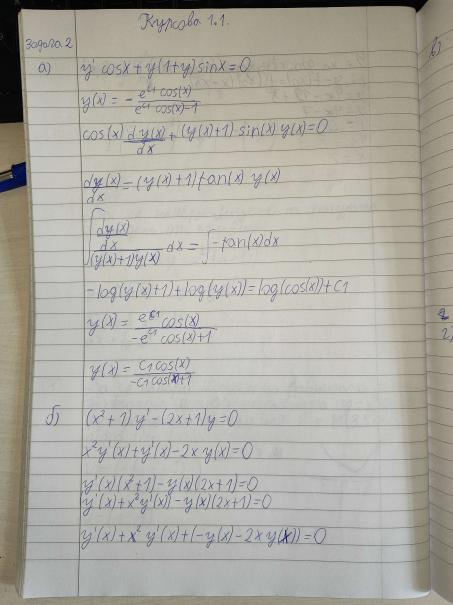 Курсова 1.1.
Задача 2
а) y' cosx + y(1+y) sinx = 0
y(x) = - e^c1 cos(x) / e^c1 cos(x)-1
cos(x) dy(x)/dx + (y(x)+1) sin(x) y(x) = 0
dy(x)/dx = (y(x)+1) tan(x) y(x)
∫ dy(x)/dx / (y(x)+1)y(x) dx = ∫ -tan(x)dx
-log(y(x)+1)+log(y(x)) = log(cos(x))+C1
y(x) = e^c1 cos(x) / -e^c1 cos(x)+1
y(x) = C1 cos(x) / -C1 cos(x)+1
б) (x²+1) y' - (2x+1)y = 0
x² y'(x) + y'(x) - 2x y(x) = 0
y'(x)(x²+1) - y(x)(2x+1) = 0
y'(x) + x² y'(x)) - y(x)(2x+1) = 0
y'(x) + x² y'(x) + (-y(x) - 2x y(x)) = 0
в)
2)